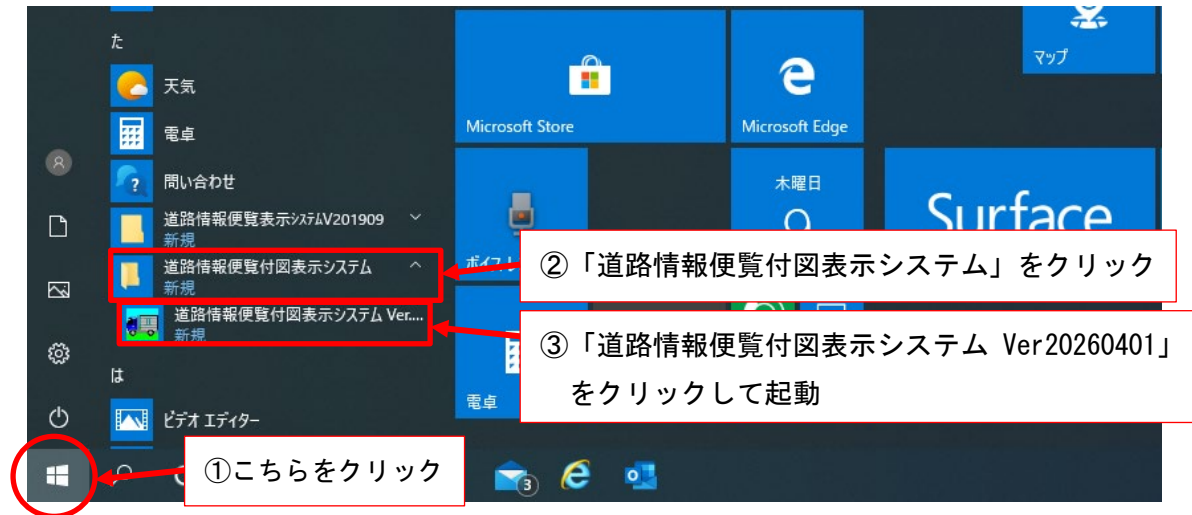 た
天気
電卓
問い合わせ
道路情報便覧表示ｼｽﾃﾑV201909
新規
道路情報便覧付図表示システム
新規
道路情報便覧付図表示システム Ver....
新規
は
ビデオ エディター
Microsoft Store
Microsoft Edge
マップ
木曜日
Surface
ボイス レ
電卓
②「道路情報便覧付図表示システム」をクリック
③「道路情報便覧付図表示システム Ver20260401」
をクリックして起動
①こちらをクリック
3